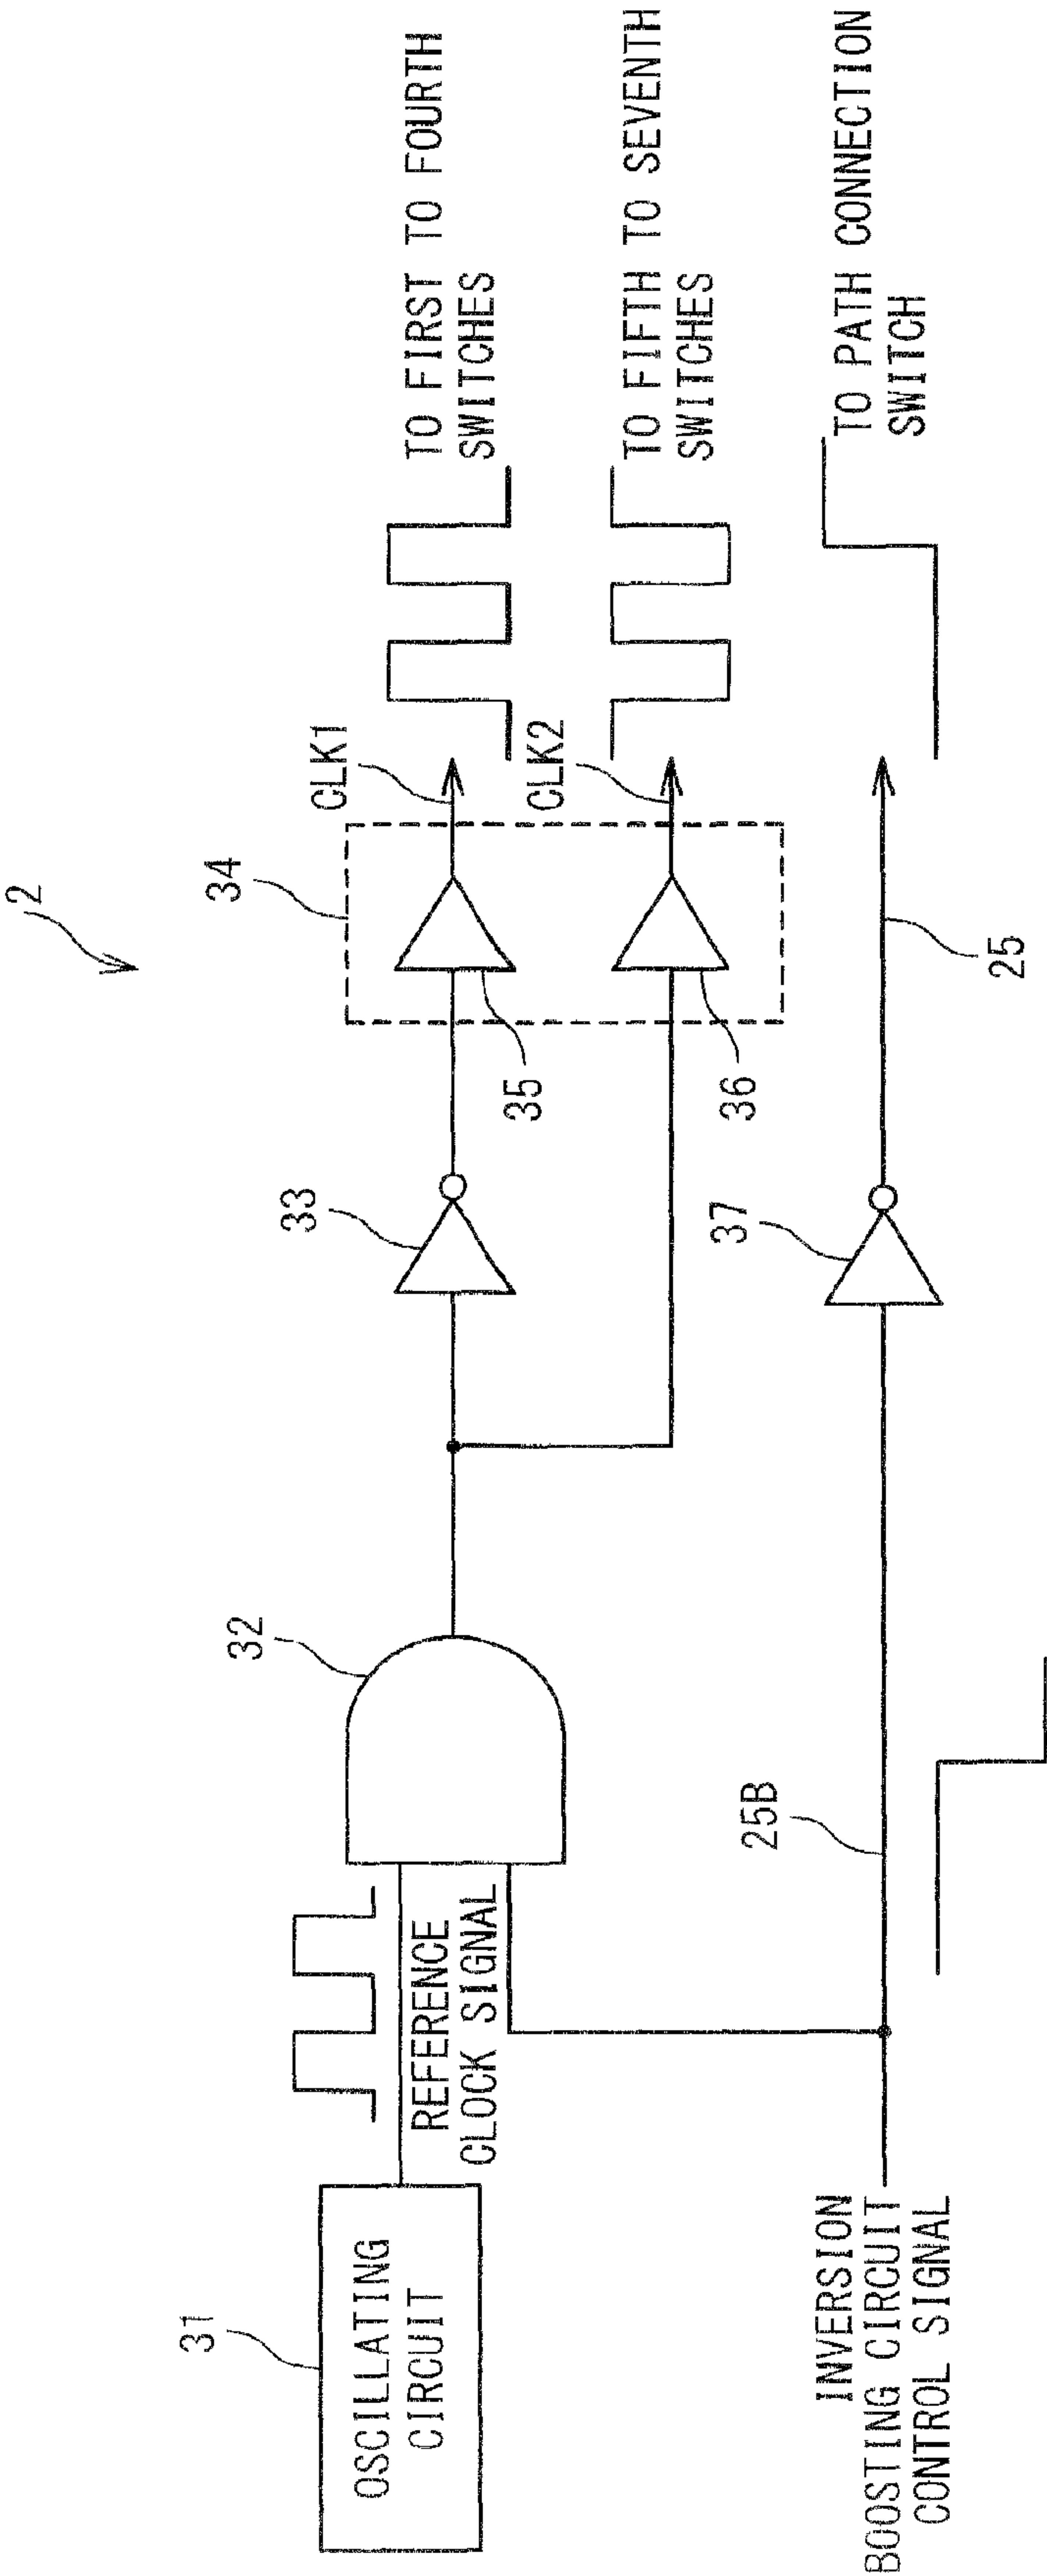 2
31
OSCILLATING
CIRCUIT
REFERENCE
CLOCK SIGNAL
32
33
34
35
CLK1
TO FIRST TO FOURTH
SWITCHES
36
CLK2
TO FIFTH TO SEVENTH
SWITCHES
INVERSION
BOOSTING CIRCUIT
CONTROL SIGNAL
25B
37
25
TO PATH CONNECTION
SWITCH